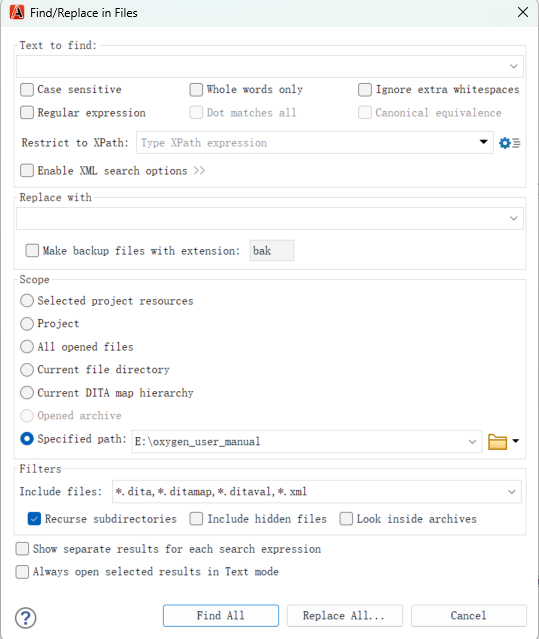 Find/Replace in Files
Text to find:
Case sensitive Whole words only Ignore extra whitespaces
Regular expression Dot matches all Canonical equivalence
Restrict to XPath: Type XPath expression
Enable XML search options >>
Replace with
Make backup files with extension: bak
Scope
Selected project resources
Project
All opened files
Current file directory
Current DITA map hierarchy
Opened archive
Specified path: E:\oxygen_user_manual
Filters
Include files: *.dita,*.ditamap,*.ditaval,*.xml
Recurse subdirectories Include hidden files Look inside archives
Show separate results for each search expression
Always open selected results in Text mode
? Find All Replace All... Cancel